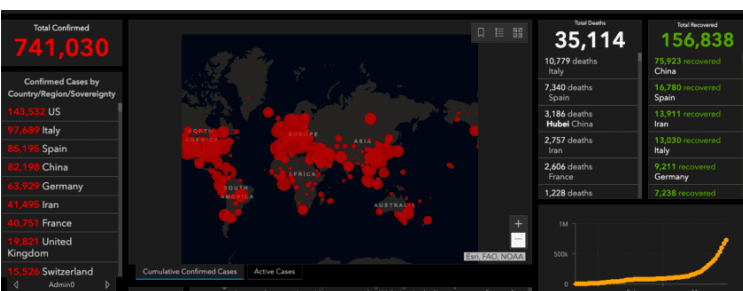 Total Confirmed
741,030
Confirmed Cases by
Country/Region/Sovereignty
143,532 US
97,689 Italy
85,195 Spain
82,198 China
63,929 Germany
41,495 Iran
40,751 France
19,821 United
Kingdom
15,526 Switzerland
Admin0
NORTH
AMERICA
EUROPE
ASIA
AFRICA
SOUTH
AMERICA
AUSTRALIA
+
−
Esri, FAO, NOAA
Cumulative Confirmed Cases
Active Cases
Total Deaths
35,114
10,779 deaths
Italy
7,340 deaths
Spain
3,186 deaths
Hubei China
2,757 deaths
Iran
2,606 deaths
France
1,228 deaths
Total Recovered
156,838
75,923 recovered
China
16,780 recovered
Spain
13,911 recovered
Iran
13,030 recovered
Italy
9,211 recovered
Germany
7,238 recovered
1M
500k
0